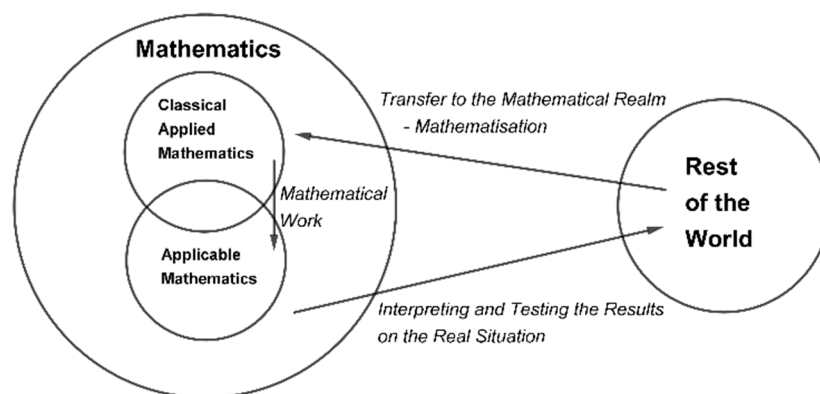 Mathematics
Classical
Applied
Mathematics
Mathematical
Work
Applicable
Mathematics
Transfer to the Mathematical Realm
- Mathematisation
Rest
of the
World
Interpreting and Testing the Results
on the Real Situation